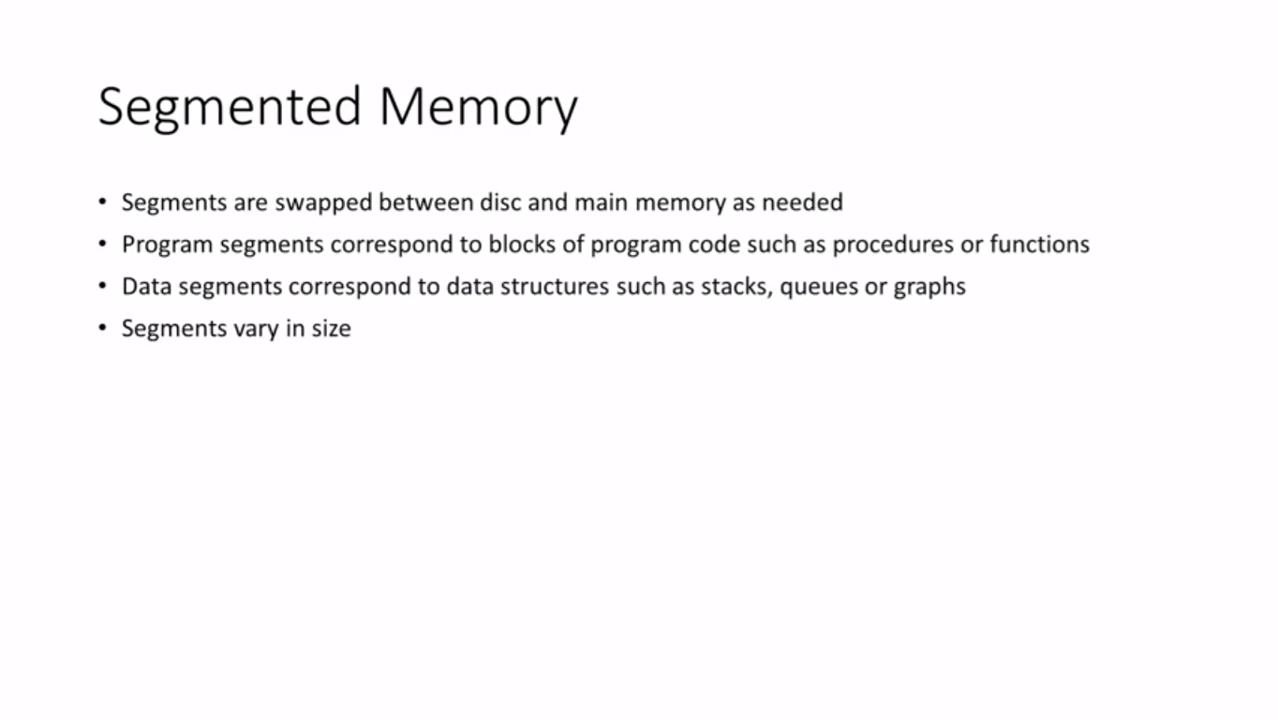 Segmented Memory
• Segments are swapped between disc and main memory as needed
• Program segments correspond to blocks of program code such as procedures or functions
• Data segments correspond to data structures such as stacks, queues or graphs
• Segments vary in size